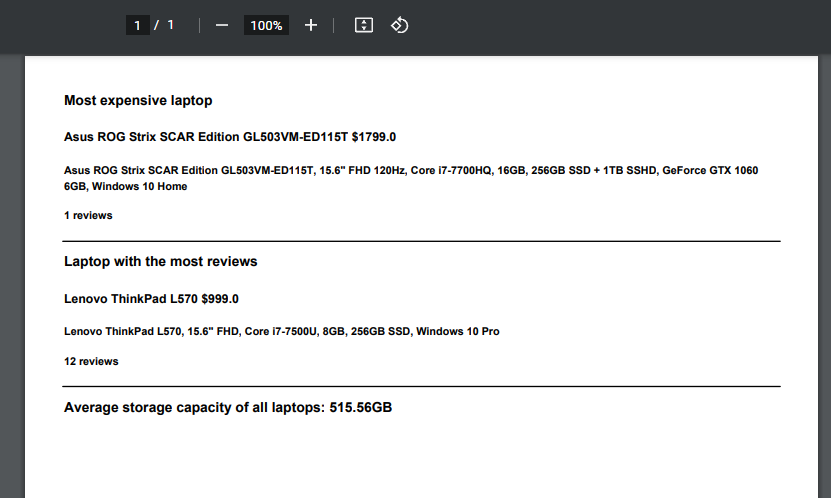 1 / 1 100%
Most expensive laptop
Asus ROG Strix SCAR Edition GL503VM-ED115T $1799.0
Asus ROG Strix SCAR Edition GL503VM-ED115T, 15.6" FHD 120Hz, Core i7-7700HQ, 16GB, 256GB SSD + 1TB SSHD, GeForce GTX 1060
6GB, Windows 10 Home
1 reviews
Laptop with the most reviews
Lenovo ThinkPad L570 $999.0
Lenovo ThinkPad L570, 15.6" FHD, Core i7-7500U, 8GB, 256GB SSD, Windows 10 Pro
12 reviews
Average storage capacity of all laptops: 515.56GB